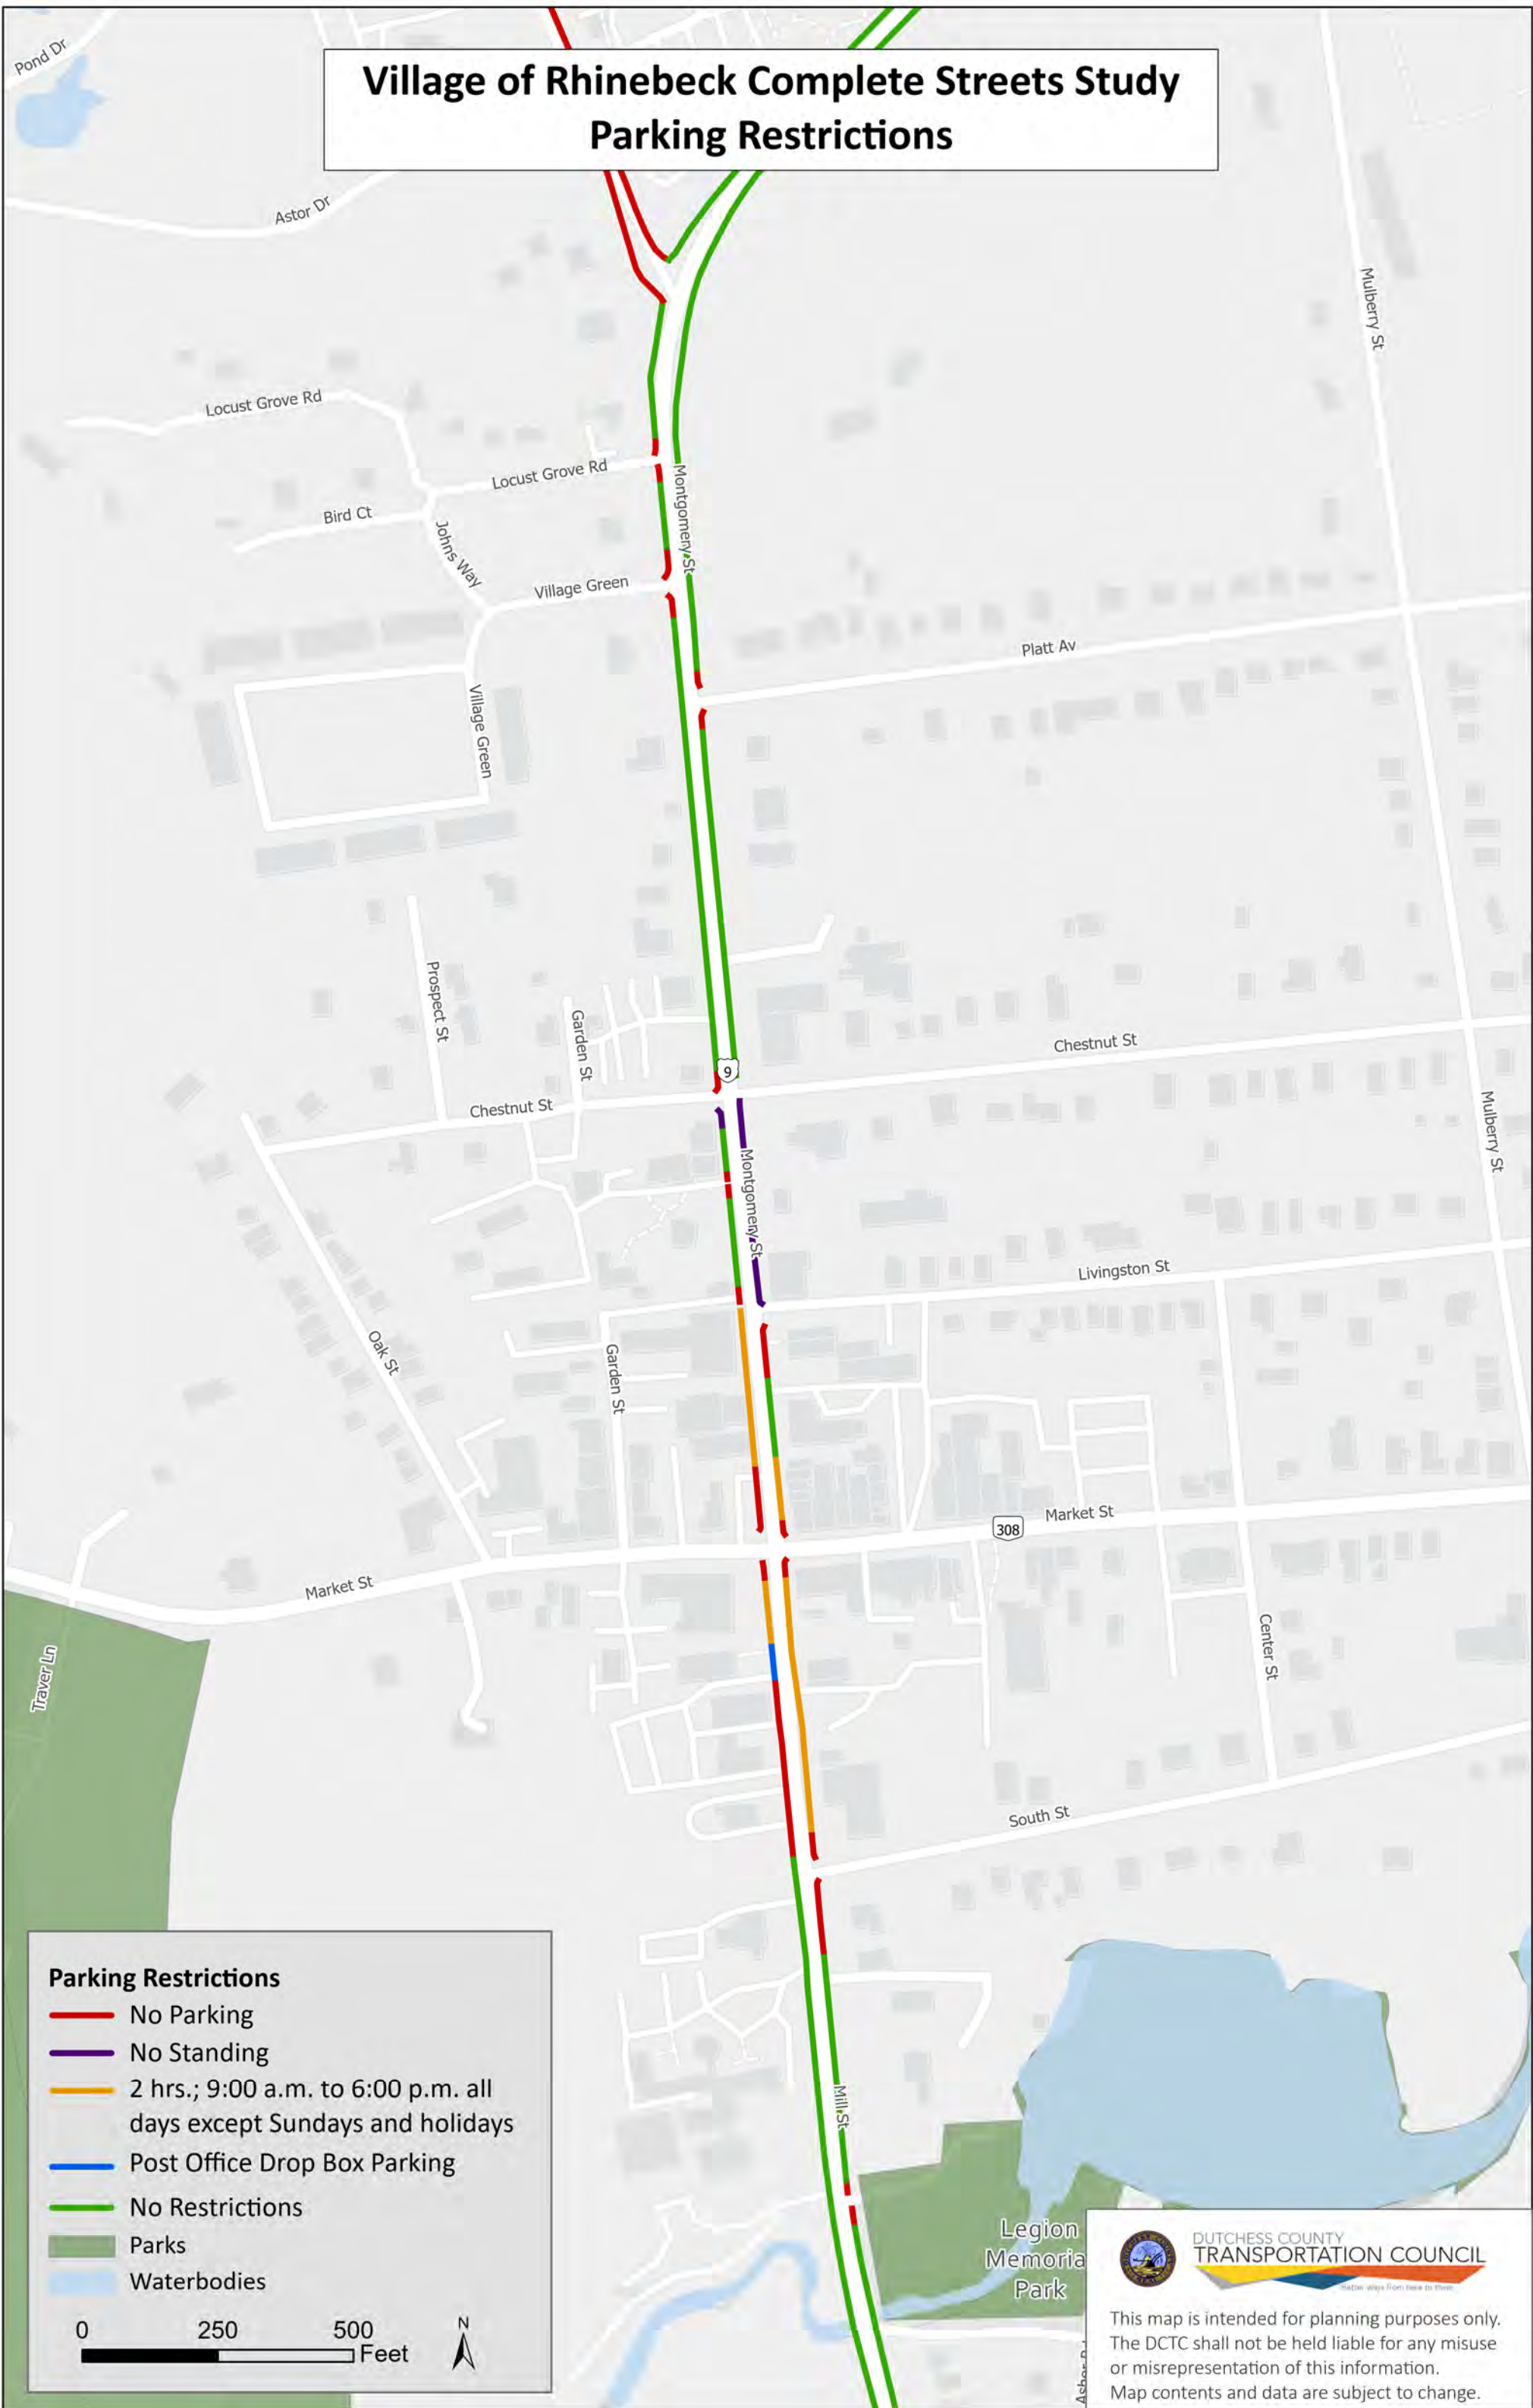 Village of Rhinebeck Complete Streets Study
Parking Restrictions
Pond Dr
Astor Dr
Mulberry St
Locust Grove Rd
Locust Grove Rd
Montgomery St
Bird Ct
Johns Way
Village Green
Platt Av
Village Green
Prospect St
Garden St
9
Chestnut St
Chestnut St
Mulberry St
Montgomery St
Livingston St
Oak St
Garden St
308
Market St
Market St
Center St
Traver Ln
South St
Mill St
Legion
Memoria
Park
Parking Restrictions
No Parking
No Standing
2 hrs.; 9:00 a.m. to 6:00 p.m. all
days except Sundays and holidays
Post Office Drop Box Parking
No Restrictions
Parks
Waterbodies
0 250 500
Feet
N
DUTCHESS COUNTY
TRANSPORTATION COUNCIL
Better ways from here to there
This map is intended for planning purposes only.
The DCTC shall not be held liable for any misuse
or misrepresentation of this information.
Map contents and data are subject to change.